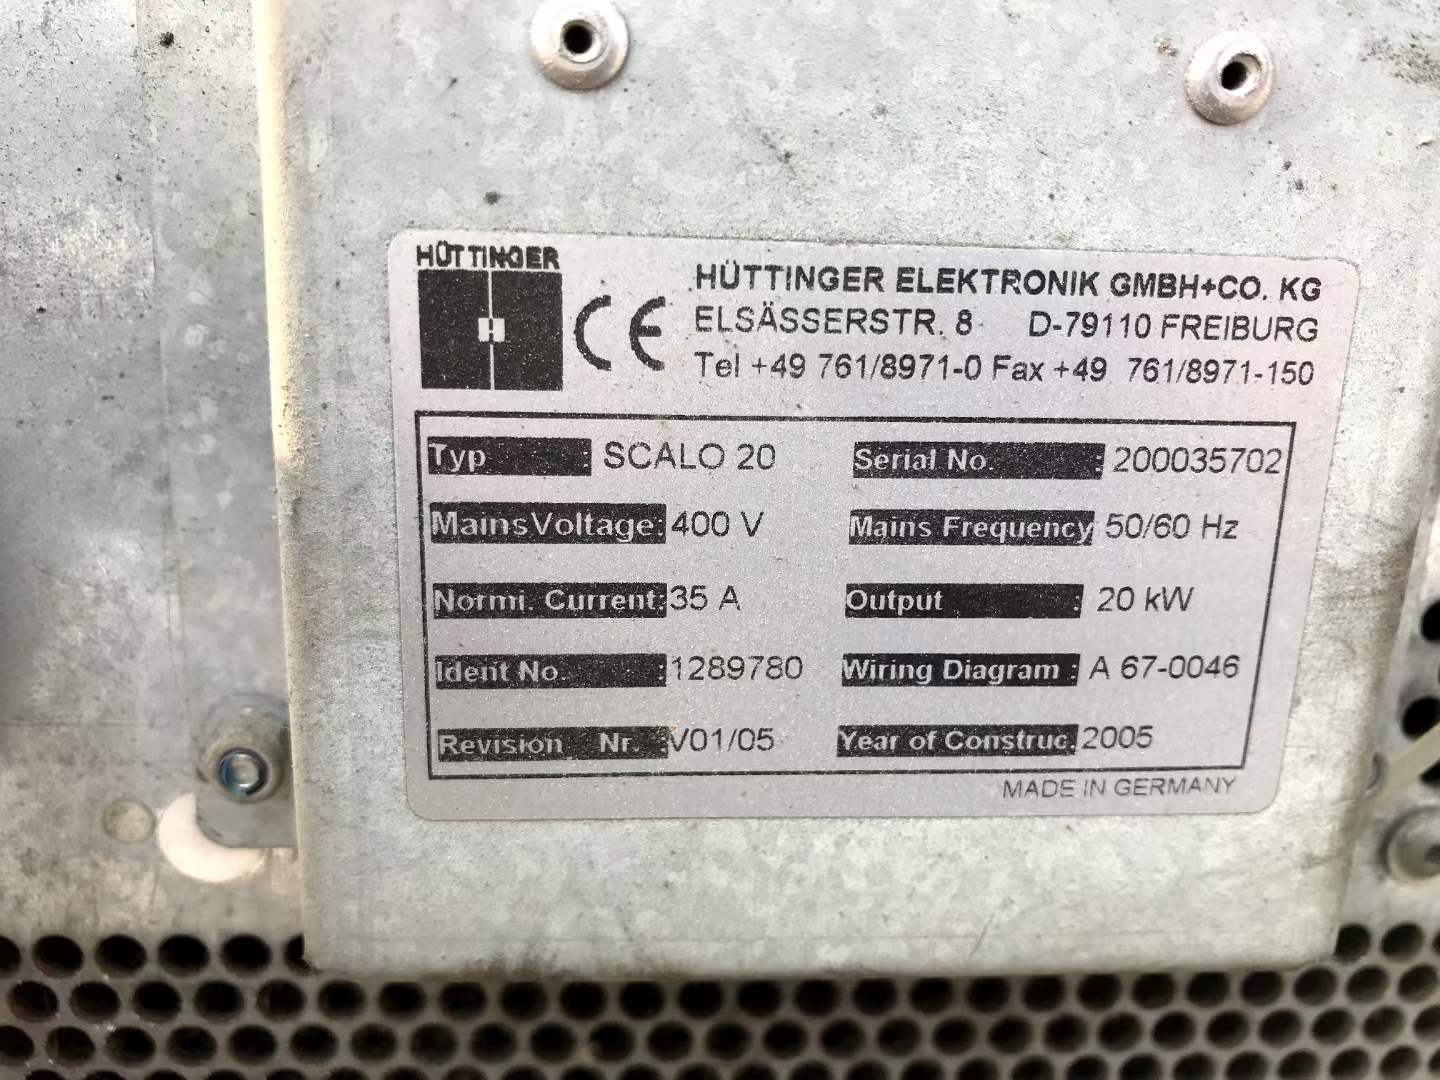 HÜTTINGER
H
CE
HÜTTINGER ELEKTRONIK GMBH+CO. KG
ELSÄSSERSTR. 8 D-79110 FREIBURG
Tel +49 761/8971-0 Fax +49 761/8971-150
Typ : SCALO 20 Serial No. : 200035702
Mains Voltage: 400 V Mains Frequency 50/60 Hz
Normi. Current: 35 A Output : 20 kW
Ident No. : 1289780 Wiring Diagram : A 67-0046
Revision Nr. : V01/05 Year of Construc. 2005
MADE IN GERMANY